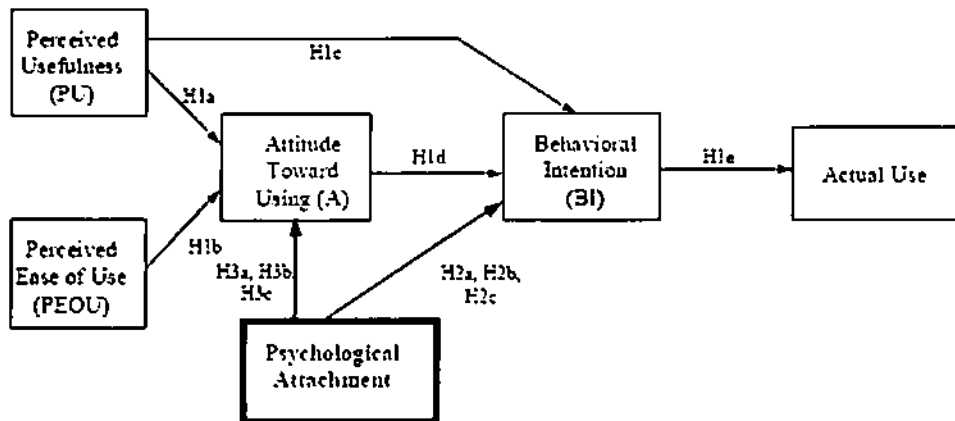 Perceived
Usefulness
(PU)
H1c
H1a
Attitude
Toward
Using (A)
H1d
Behavioral
Intention
(BI)
H1e
Actual Use
Perceived
Ease of Use
(PEOU)
H1b
H3a, H3b,
H3c
H2a, H2b,
H2c
Psychological
Attachment